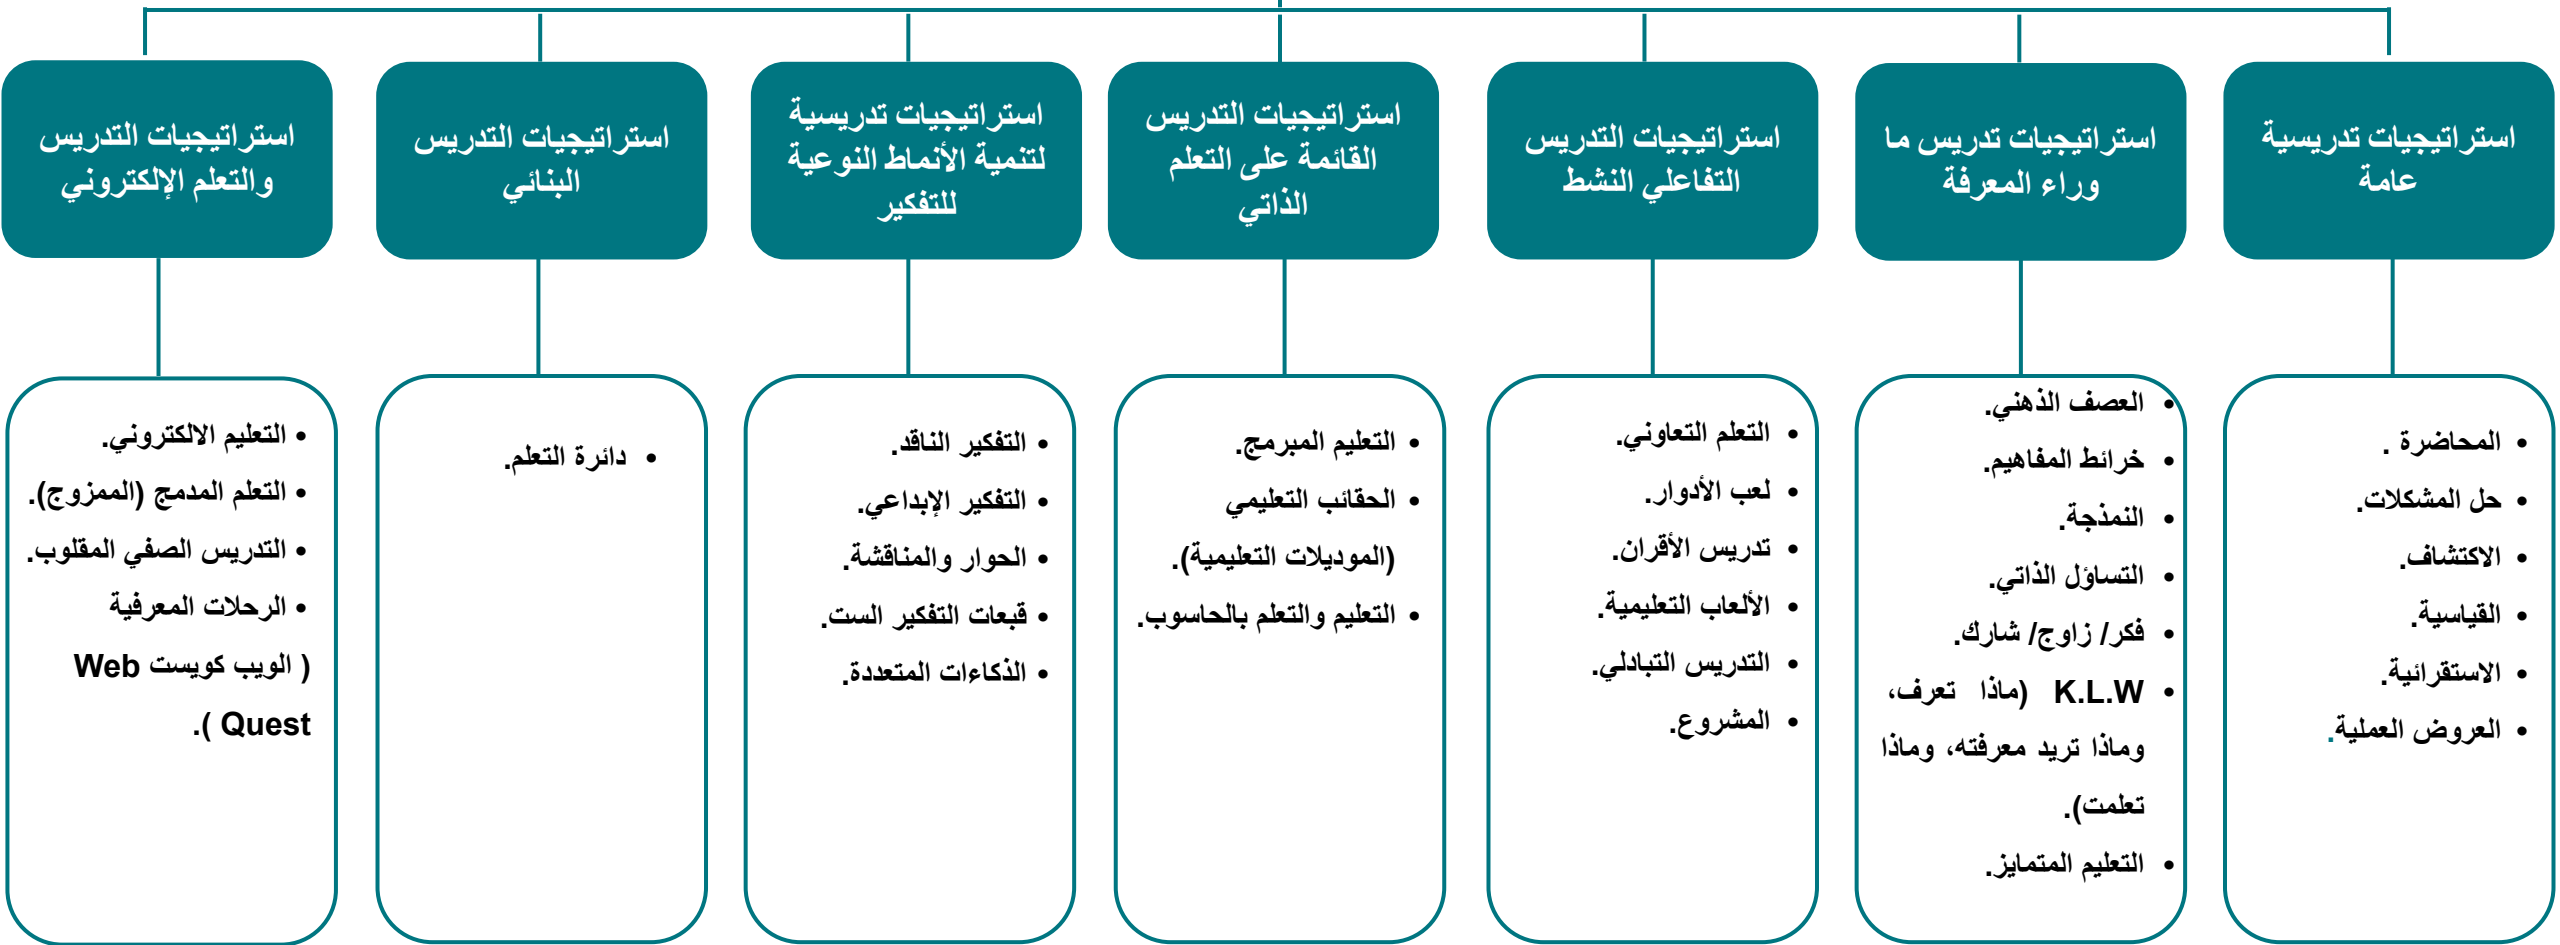 استراتيجيات تدريسية
عامة
المحاضرة .
حل المشكلات.
الاكتشاف.
القياسية.
الاستقرائية.
العروض العملية.
استراتيجيات تدريس ما
وراء المعرفة
العصف الذهني.
خرائط المفاهيم.
النمذجة.
التساؤل الذاتي.
فكر/ زاوج/ شارك.
K.L.W (ماذا تعرف،
وماذا تريد معرفته، وماذا
تعلمت).
التعليم المتمايز.
استراتيجيات التدريس
التفاعلي النشط
التعلم التعاوني.
لعب الأدوار.
تدريس الأقران.
الألعاب التعليمية.
التدريس التبادلي.
المشروع.
استراتيجيات التدريس
القائمة على التعلم
الذاتي
التعليم المبرمج.
الحقائب التعليمي
(الموديلات التعليمية).
التعليم والتعلم بالحاسوب.
استراتيجيات تدريسية
لتنمية الأنماط النوعية
للتفكير
التفكير الناقد.
التفكير الإبداعي.
الحوار والمناقشة.
قبعات التفكير الست.
الذكاءات المتعددة.
استراتيجيات التدريس
البنائي
دائرة التعلم.
استراتيجيات التدريس
والتعلم الإلكتروني
التعليم الالكتروني.
التعلم المدمج (الممزوج).
التدريس الصفي المقلوب.
الرحلات المعرفية
( الويب كويست Web
Quest ).